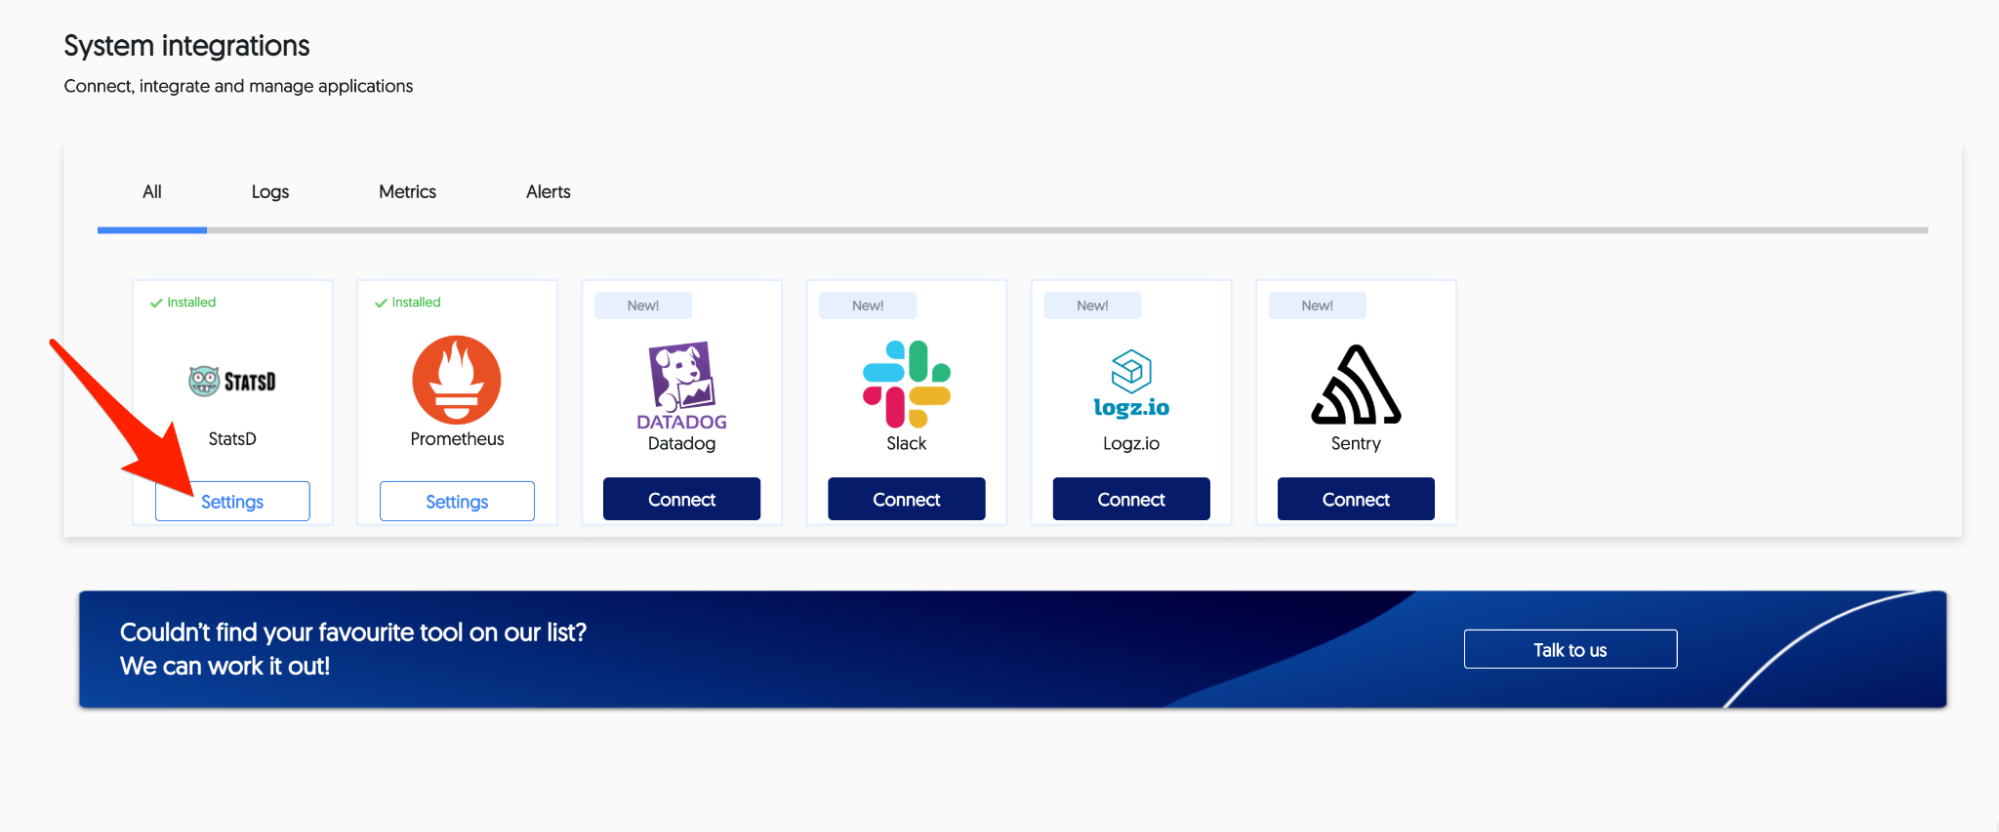 System integrations
Connect, integrate and manage applications
All
Logs
Metrics
Alerts
Installed
STATSD
StatsD
Settings
Installed
Prometheus
Settings
New!
DATADOG
Datadog
Connect
New!
Slack
Connect
New!
logz.io
Logz.io
Connect
New!
Sentry
Connect
Couldn't find your favourite tool on our list?
We can work it out!
Talk to us